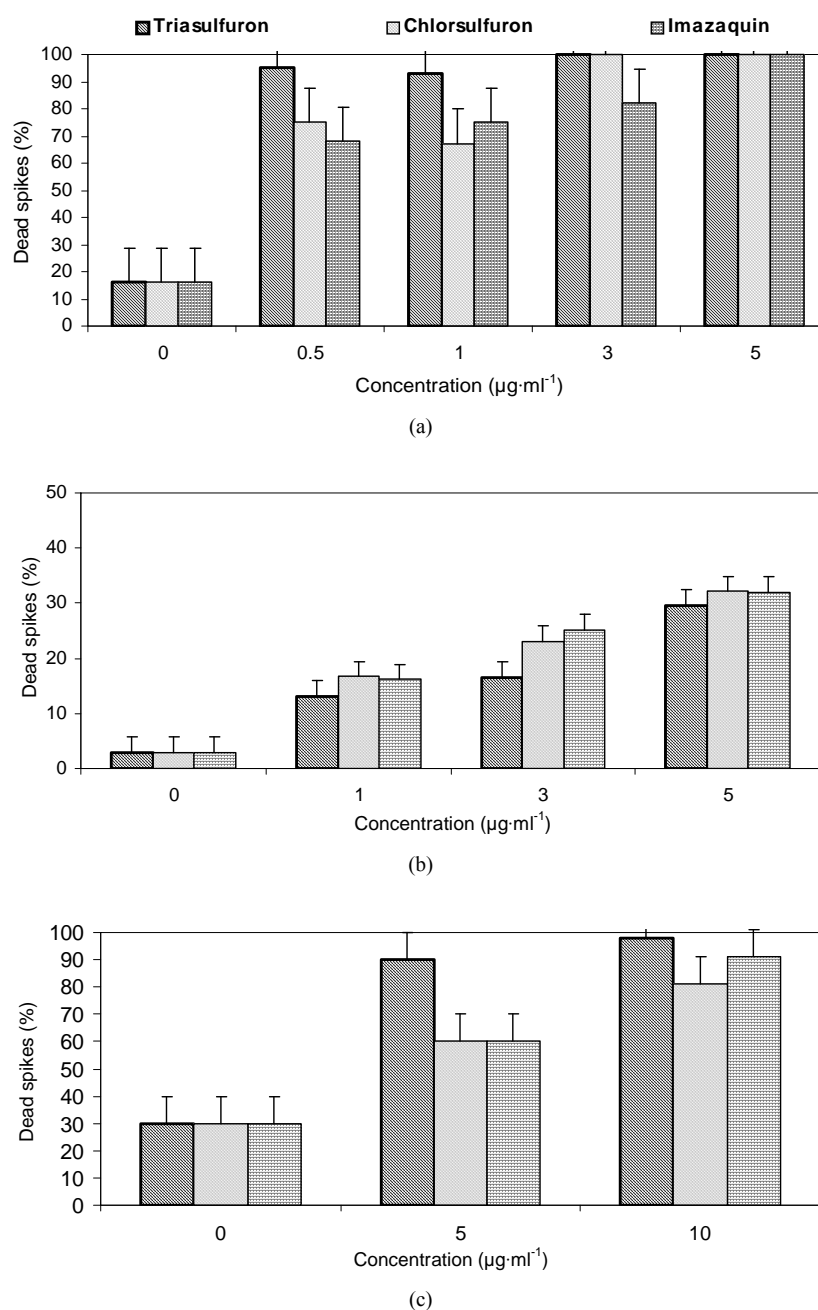 Triasulfuron Chlorsulfuron Imazaquin
Dead spikes (%)
100
90
80
70
60
50
40
30
20
10
0
0 0.5 1 3 5
Concentration (µg·ml⁻¹)
(a)
Dead spikes (%)
50
40
30
20
10
0
0 1 3 5
Concentration (µg·ml⁻¹)
(b)
Dead spikes (%)
100
90
80
70
60
50
40
30
20
10
0
0 5 10
Concentration (µg·ml⁻¹)
(c)